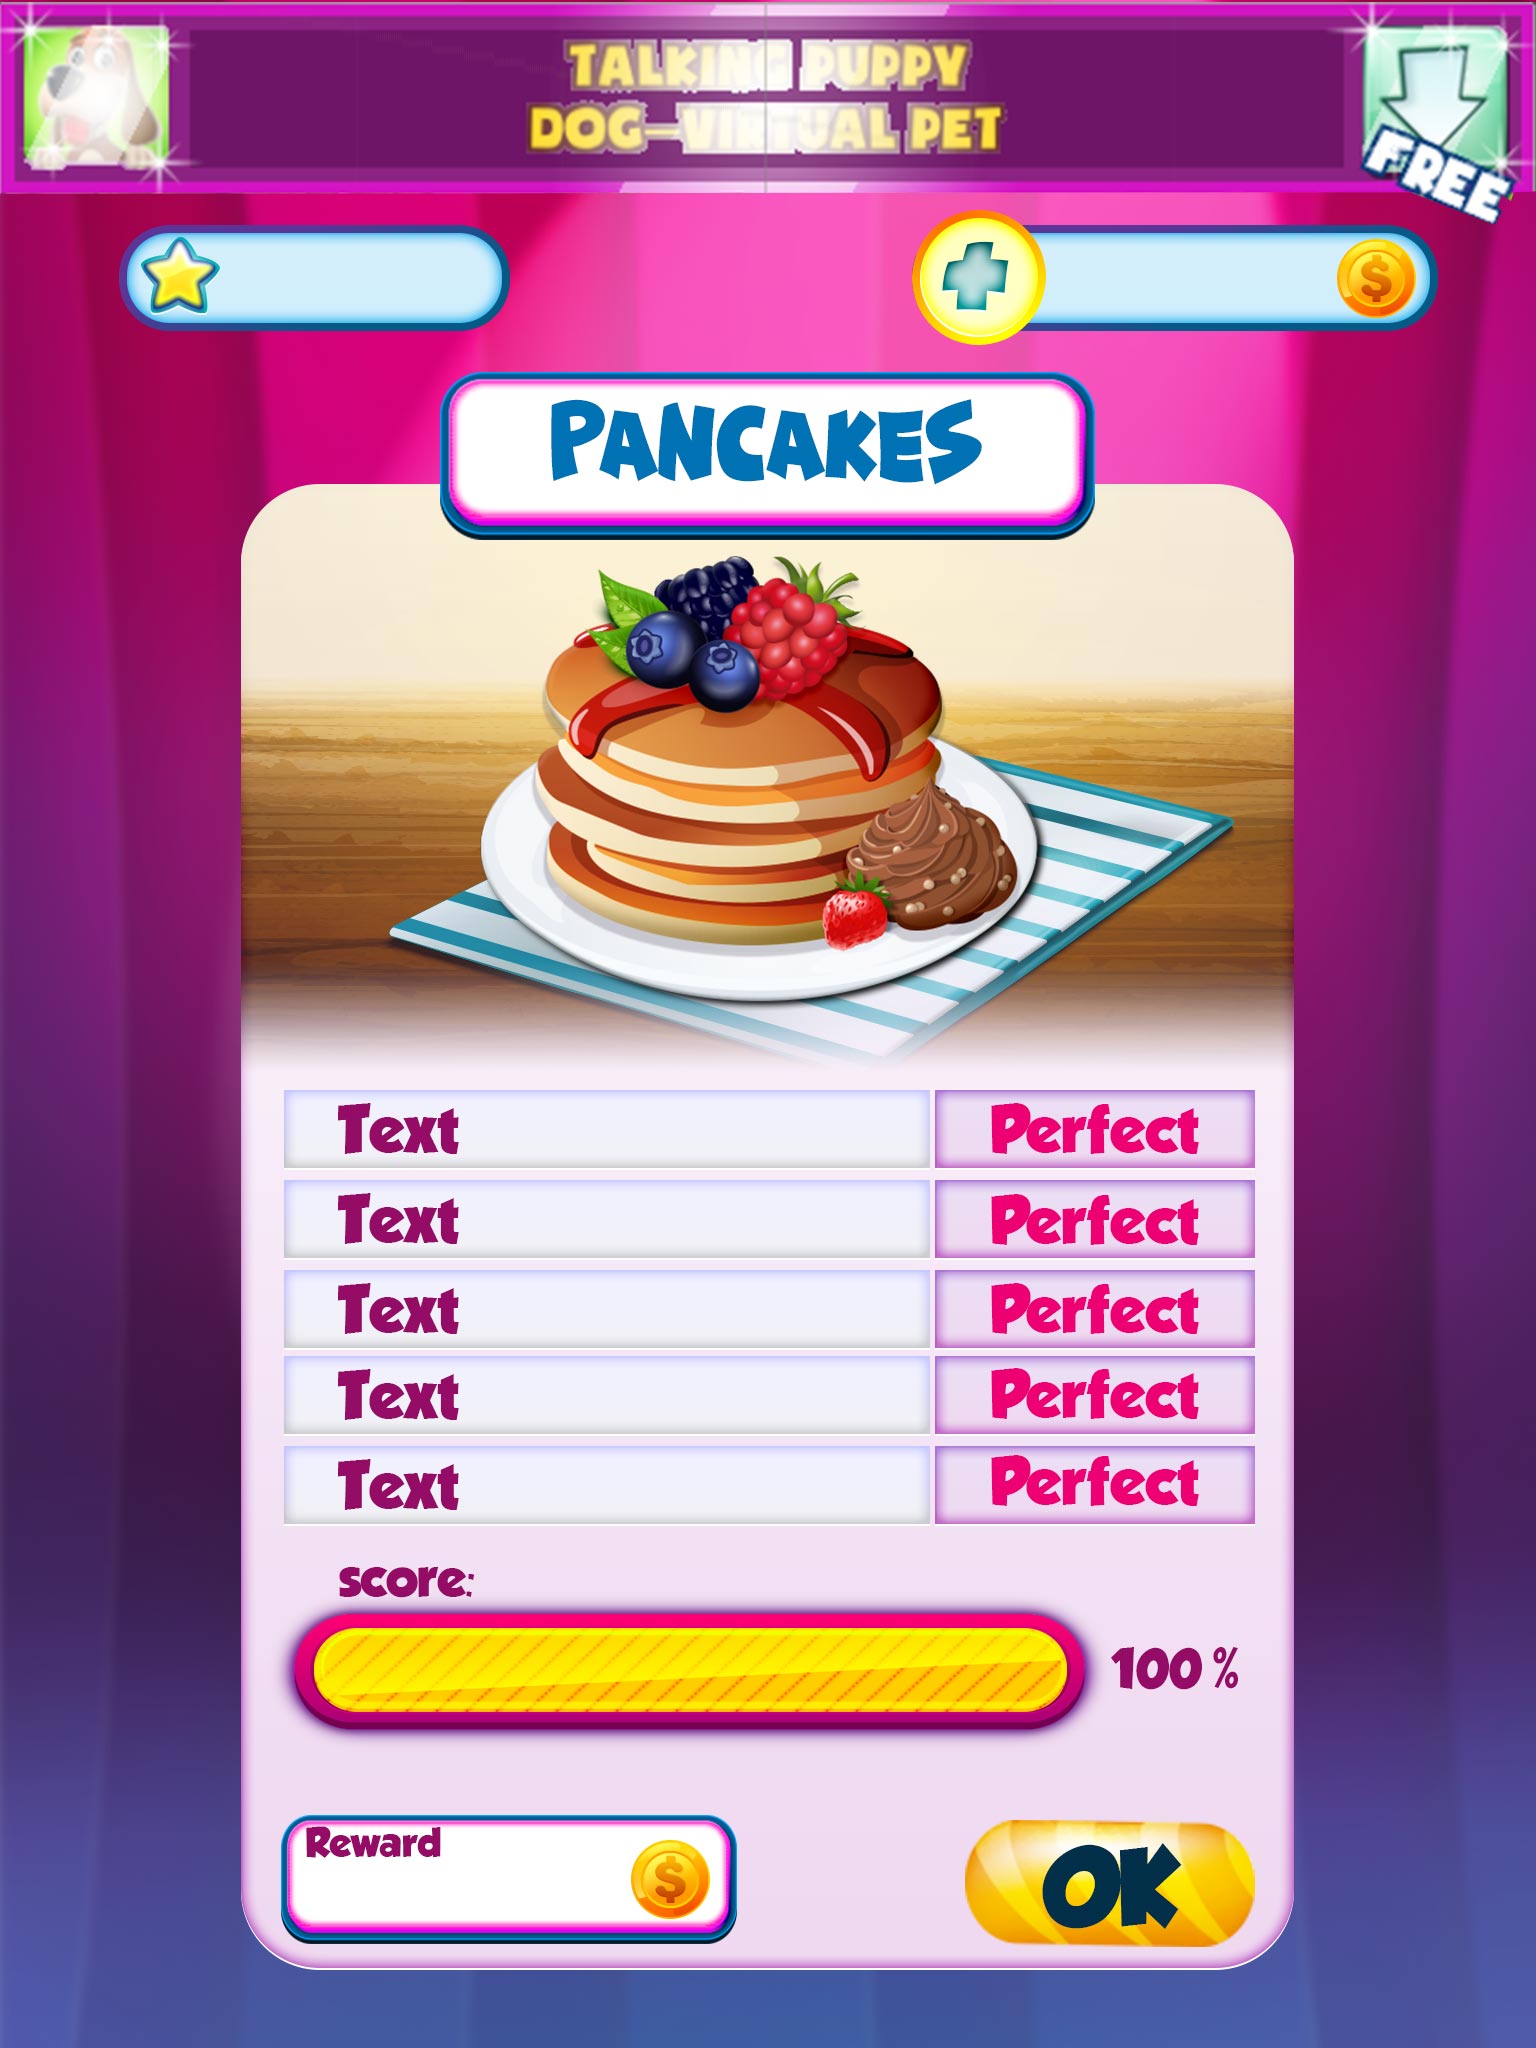 TALKING PUPPY
DOG-VIRTUAL PET
FREE
$
PANCAKES
Text Perfect
Text Perfect
Text Perfect
Text Perfect
Text Perfect
score:
100 %
Reward
$
OK